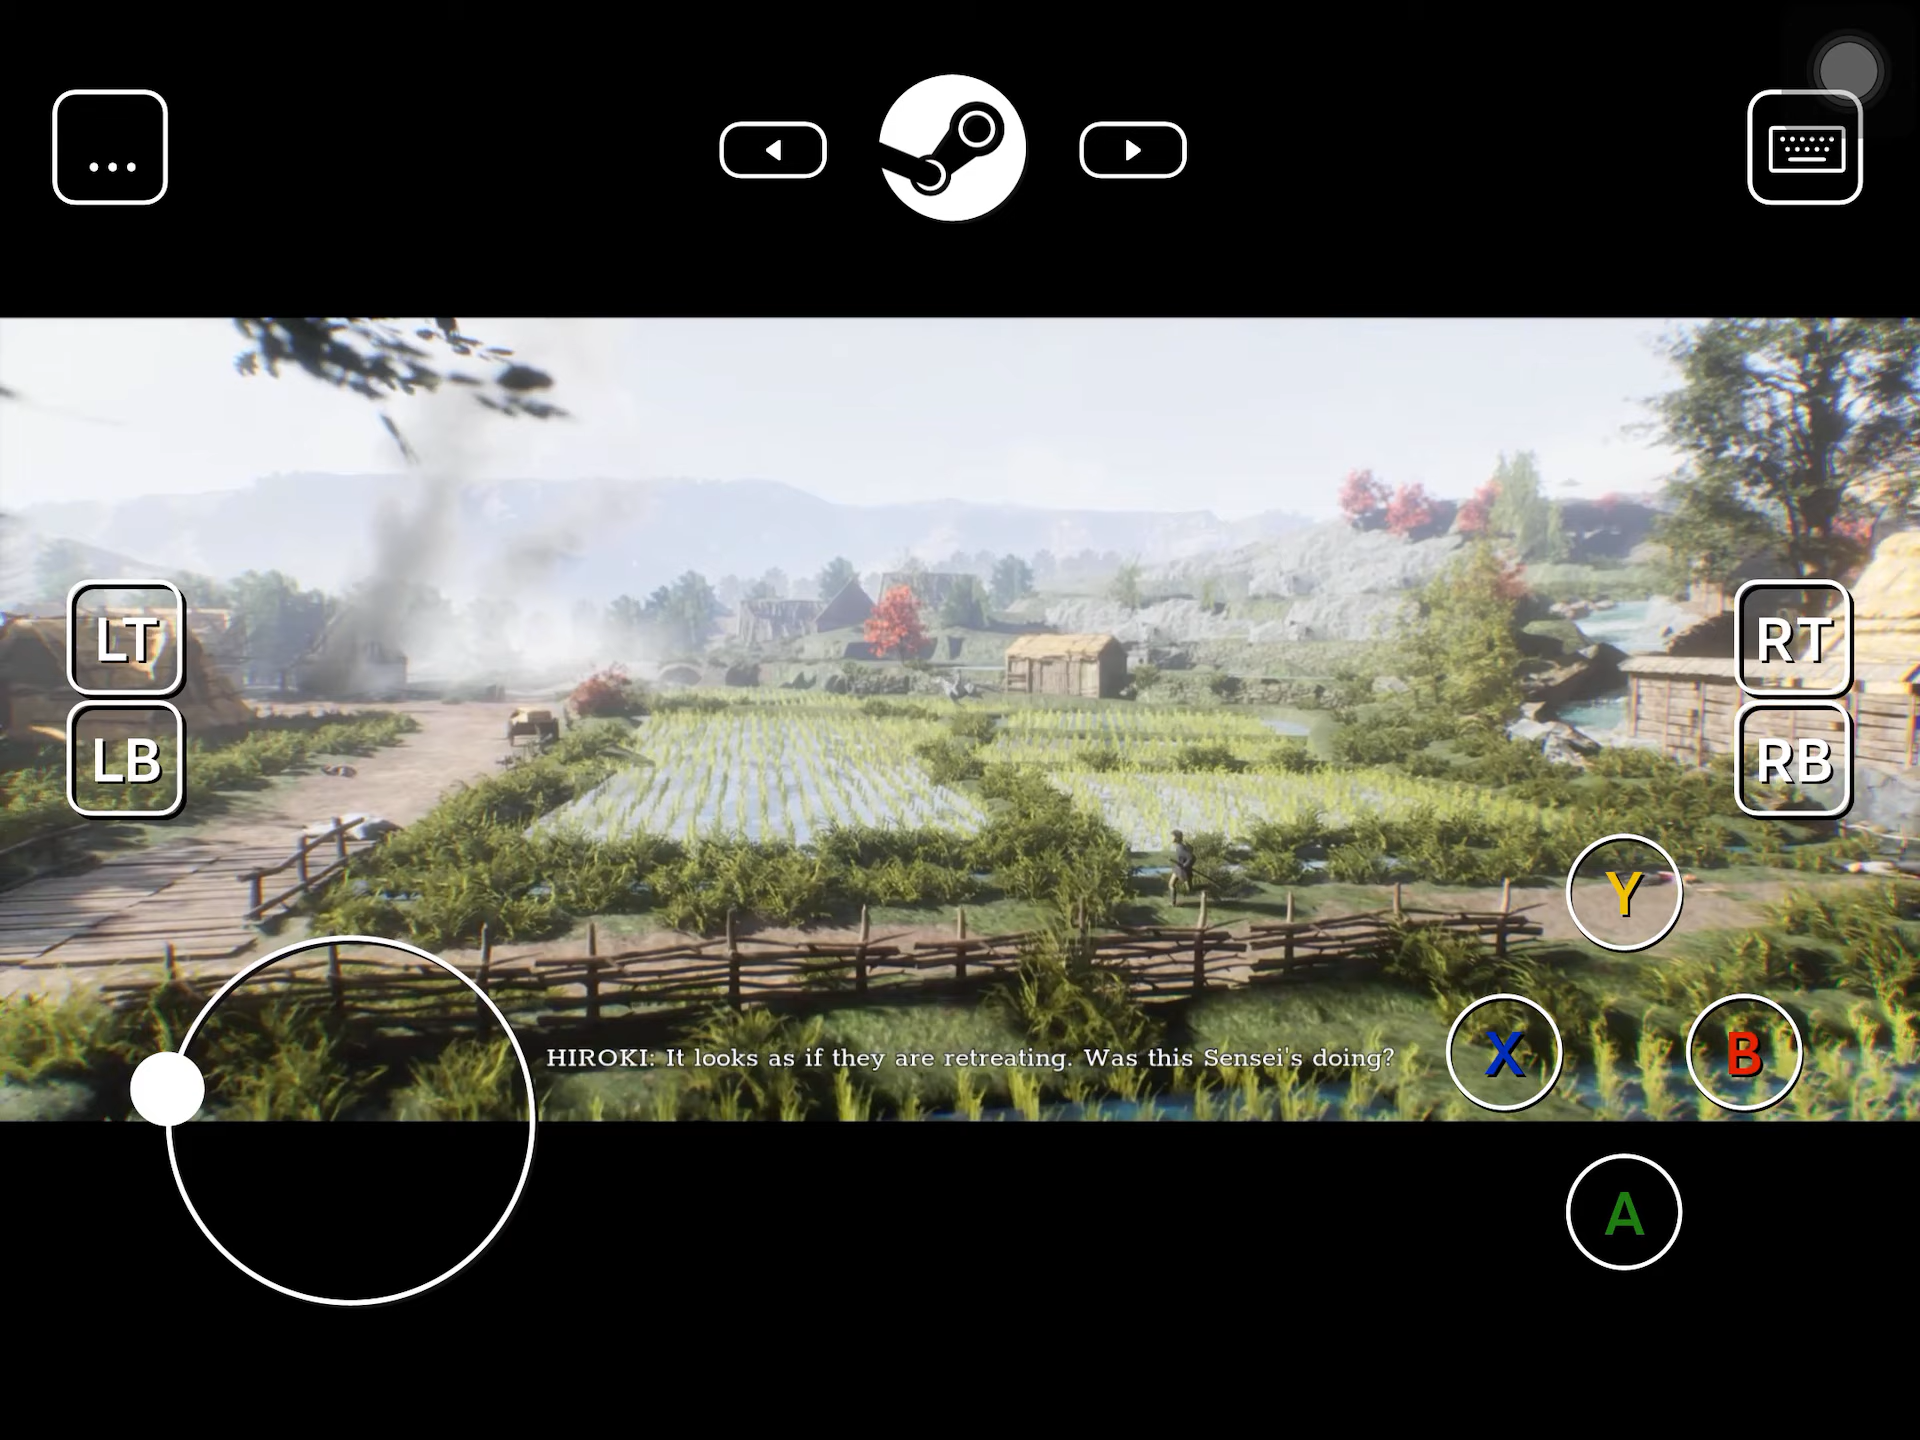 ...
LT
RT
LB
RB
Y
HIROKI: It looks as if they are retreating. Was this Sensei's doing?
X
B
A